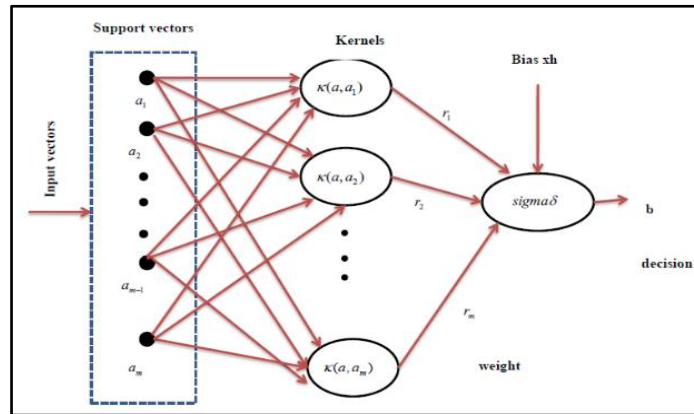 Support vectors
Kernels
Bias xh
Input vectors
a₁
a₂
aₘ₋₁
aₘ
κ(a,a₁)
κ(a,a₂)
κ(a,aₘ)
r₁
r₂
rₘ
sigmaδ
b
decision
weight